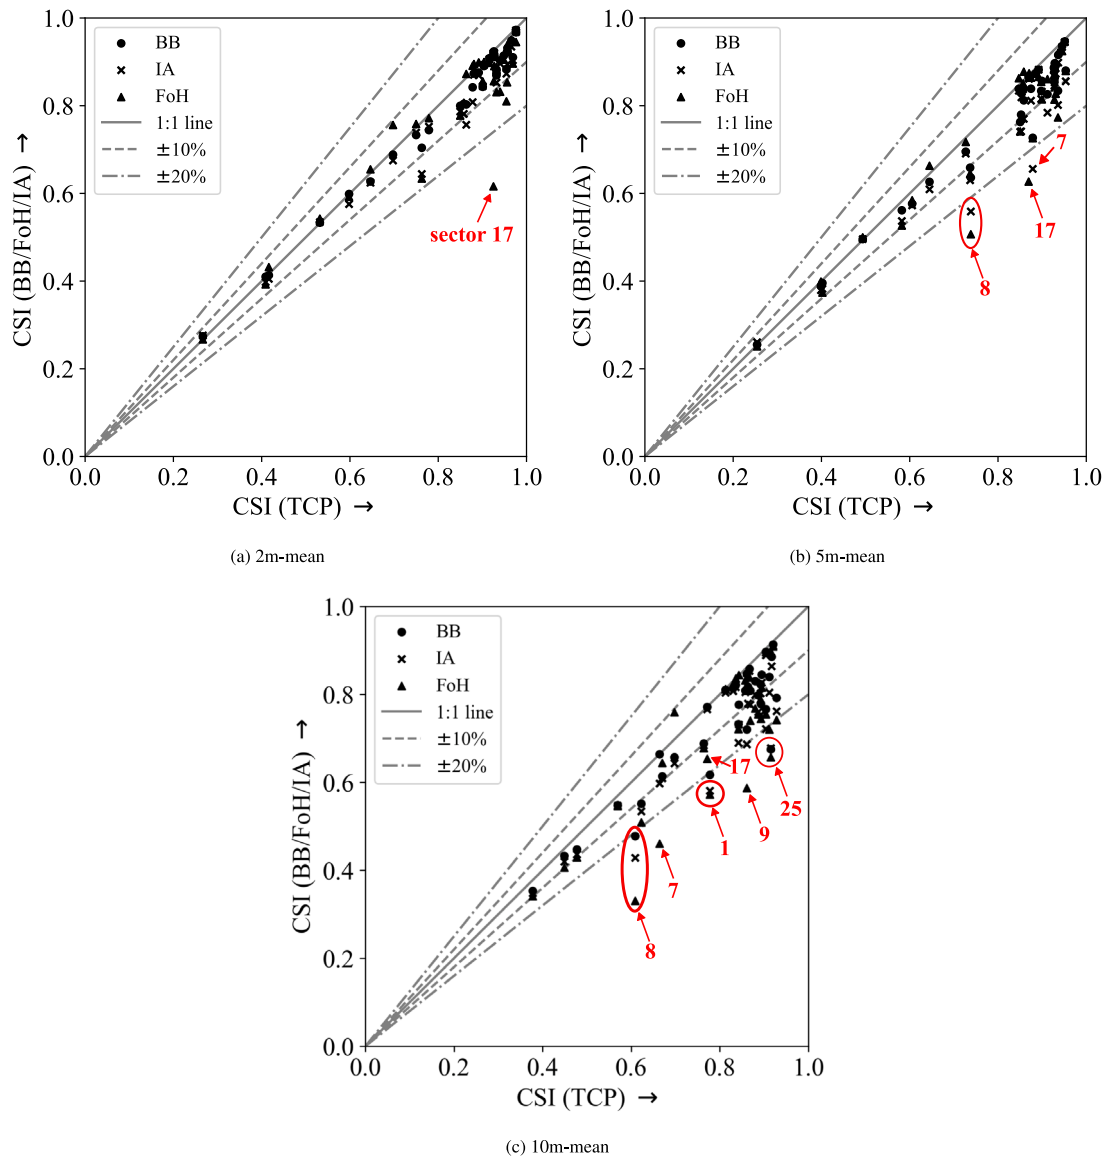 CSI (BB/FoH/IA) →
1.0
0.8
0.6
0.4
0.2
0.0
BB
IA
FoH
1:1 line
±10%
±20%
sector 17
0.0 0.2 0.4 0.6 0.8 1.0
CSI (TCP) →
(a) 2m-mean
CSI (BB/FoH/IA) →
1.0
0.8
0.6
0.4
0.2
0.0
BB
IA
FoH
1:1 line
±10%
±20%
7
17
8
0.0 0.2 0.4 0.6 0.8 1.0
CSI (TCP) →
(b) 5m-mean
CSI (BB/FoH/IA) →
1.0
0.8
0.6
0.4
0.2
0.0
BB
IA
FoH
1:1 line
±10%
±20%
17
25
1
9
7
8
0.0 0.2 0.4 0.6 0.8 1.0
CSI (TCP) →
(c) 10m-mean